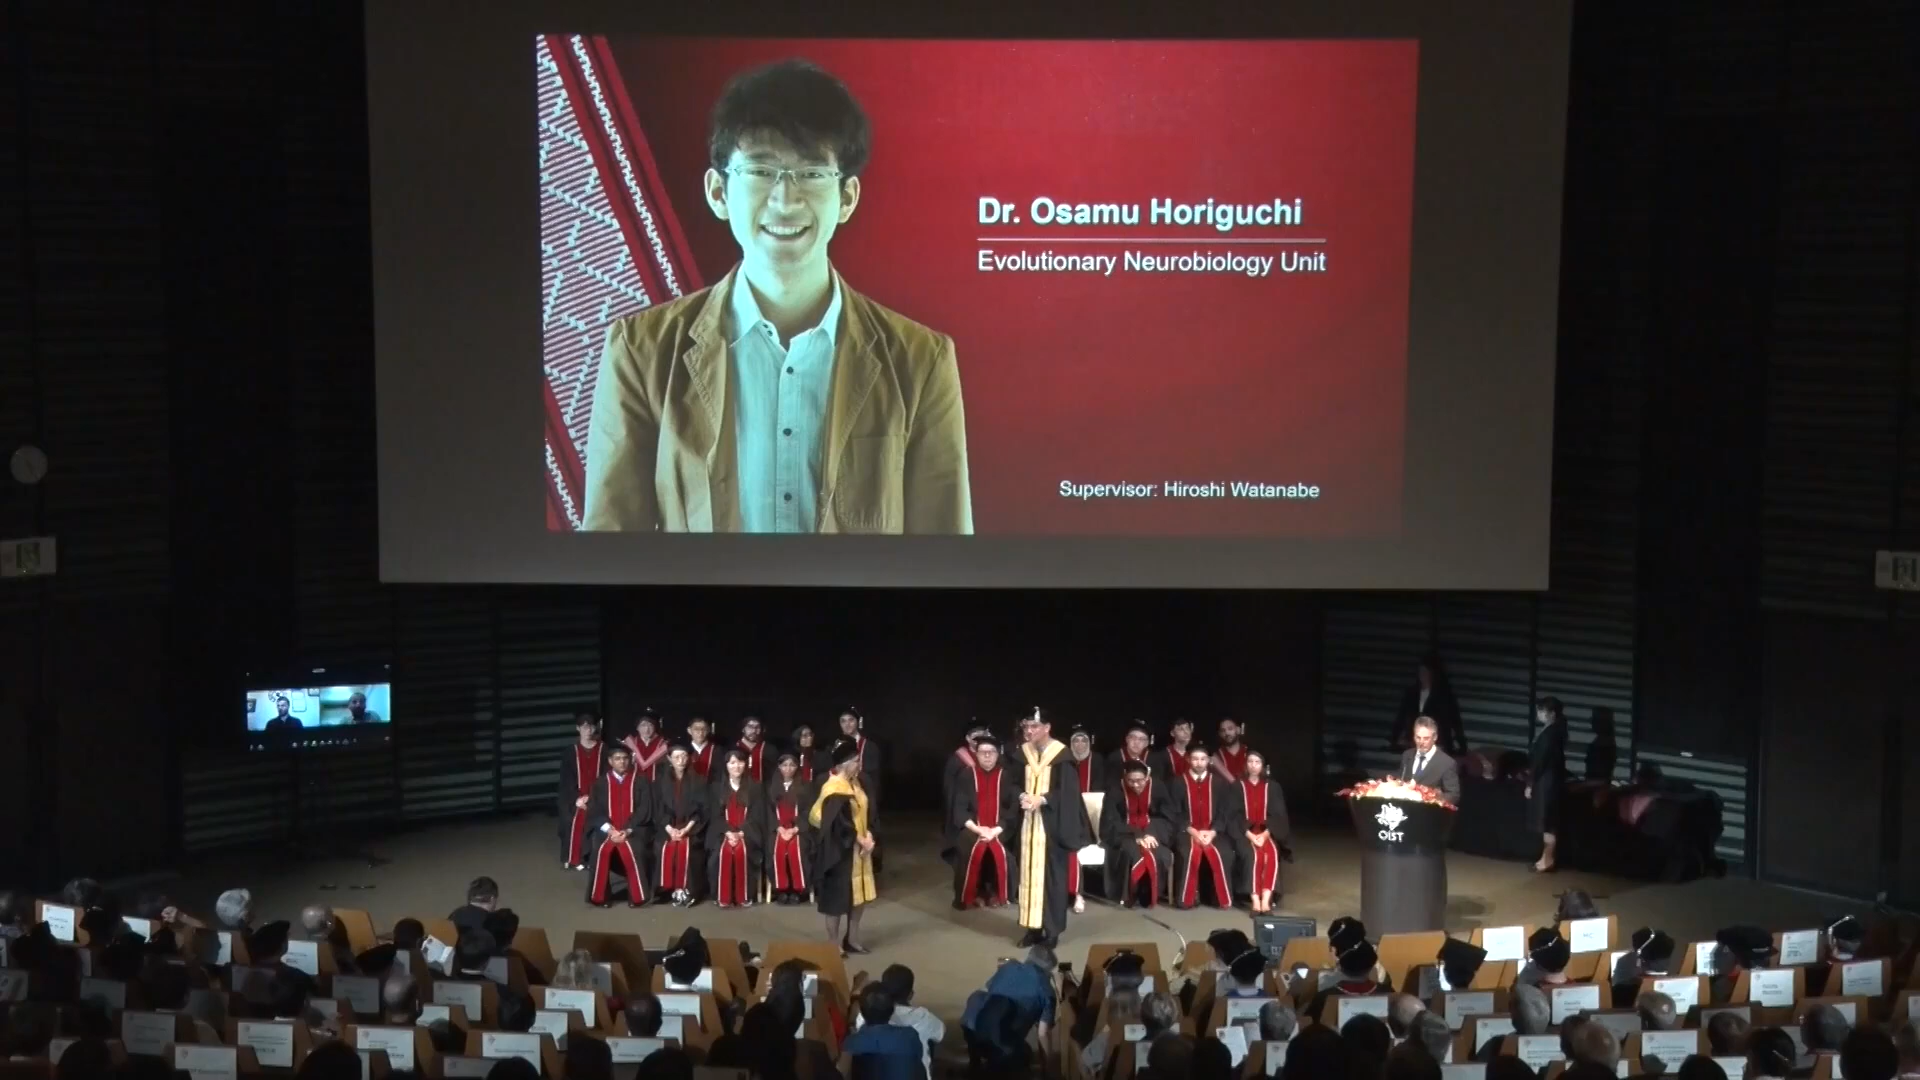 Dr. Osamu Horiguchi
Evolutionary Neurobiology Unit
Supervisor: Hiroshi Watanabe
OIST